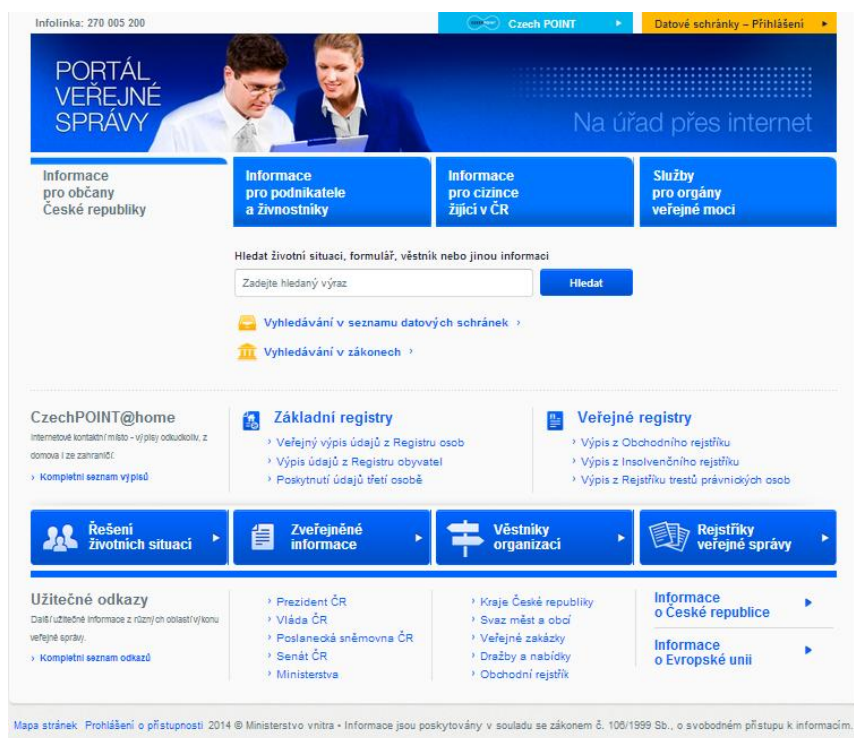 Infolinka: 270 005 200
Czech POINT
Datové schránky – Přihlášení
PORTÁL
VEŘEJNÉ
SPRÁVY
Na úřad přes internet
Informace
pro občany
České republiky
Informace
pro podnikatele
a živnostníky
Informace
pro cizince
žijící v ČR
Služby
pro orgány
veřejné moci
Hledat životní situaci, formulář, věstník nebo jinou informaci
Zadejte hledaný výraz
Hledat
Vyhledávání v seznamu datových schránek ›
Vyhledávání v zákonech ›
CzechPOINT@home
Internetové kontaktní místo - výpisy odkudkoliv, z
domova i ze zahraničí.
› Kompletní seznam výpisů
Základní registry
› Veřejný výpis údajů z Registru osob
› Výpis údajů z Registru obyvatel
› Poskytnutí údajů třetí osobě
Veřejné registry
› Výpis z Obchodního rejstříku
› Výpis z Insolvenčního rejstříku
› Výpis z Rejstříku trestů právnických osob
Řešení
životních situací
Zveřejněné
informace
Věstníky
organizací
Rejstříky
veřejné správy
Užitečné odkazy
Další užitečné informace z různých oblastí výkonu
veřejné správy.
› Kompletní seznam odkazů
› Prezident ČR
› Vláda ČR
› Poslanecká sněmovna ČR
› Senát ČR
› Ministerstva
› Kraje České republiky
› Svaz měst a obcí
› Veřejné zakázky
› Dražby a nabídky
› Obchodní rejstřík
Informace
o České republice
Informace
o Evropské unii
Mapa stránek Prohlášení o přístupnosti 2014 © Ministerstvo vnitra • Informace jsou poskytovány v souladu se zákonem č. 106/1999 Sb., o svobodném přístupu k informacím.